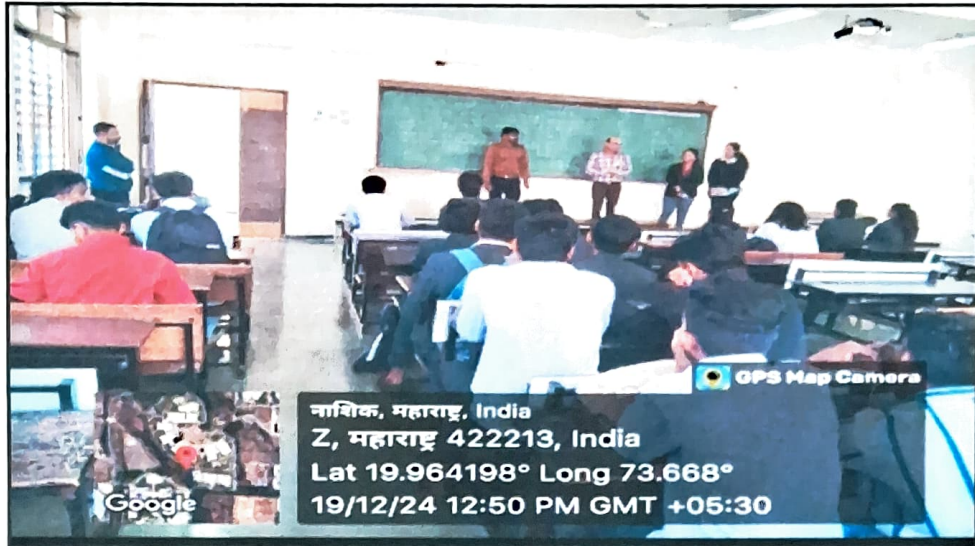 GPS Map Camera
नाशिक, महाराष्ट्र, India
Z, महाराष्ट्र 422213, India
Lat 19.964198° Long 73.668°
19/12/24 12:50 PM GMT +05:30
Google